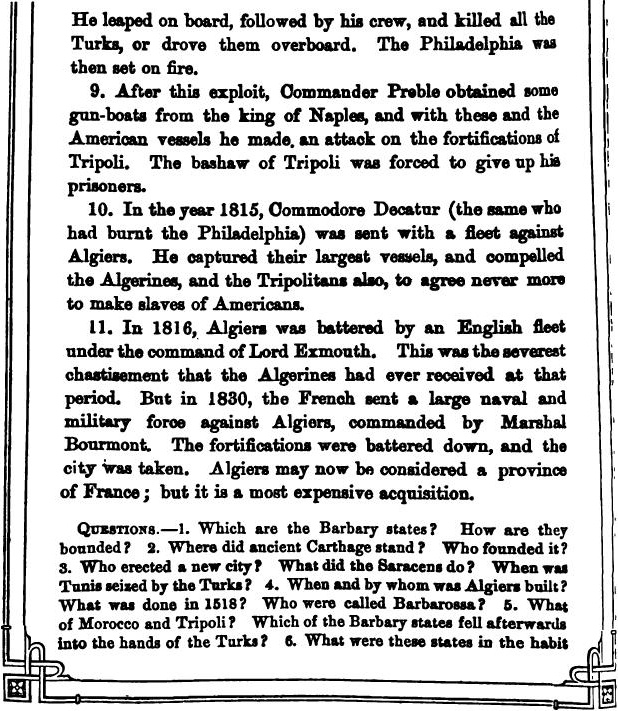 He leaped on board, followed by his crew, and killed all the
Turks, or drove them overboard. The Philadelphia was
then set on fire.
9. After this exploit, Commander Preble obtained some
gun-boats from the king of Naples, and with these and the
American vessels he made. an attack on the fortifications of
Tripoli. The bashaw of Tripoli was forced to give up his
prisoners.
10. In the year 1815, Commodore Decatur (the same who
had burnt the Philadelphia) was sent with a fleet against
Algiers. He captured their largest vessels, and compelled
the Algerines, and the Tripolitans also, to agree never more
to make slaves of Americans.
11. In 1816, Algiers was battered by an English fleet
under the command of Lord Exmouth. This was the severest
chastisement that the Algerines had ever received at that
period. But in 1830, the French sent a large naval and
military force against Algiers, commanded by Marshal
Bourmont. The fortifications were battered down, and the
city was taken. Algiers may now be considered a province
of France; but it is a most expensive acquisition.
QUESTIONS.—1. Which are the Barbary states? How are they
bounded? 2. Where did ancient Carthage stand? Who founded it?
3. Who erected a new city? What did the Saracens do? When was
Tunis seized by the Turks? 4. When and by whom was Algiers built?
What was done in 1518? Who were called Barbarossa? 5. What
of Morocco and Tripoli? Which of the Barbary states fell afterwards
into the hands of the Turks? 6. What were these states in the habit